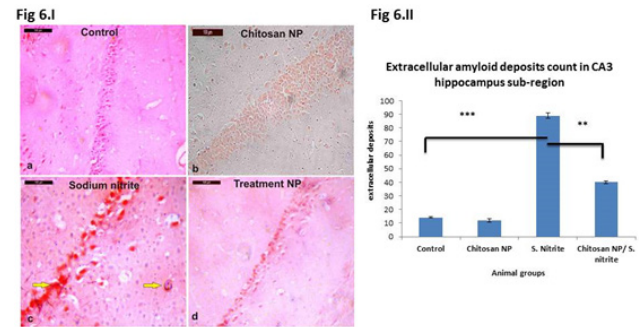 Fig 6.I
Control
a
Chitosan NP
b
Sodium nitrite
c
Treatment NP
d
Fig 6.II
Extracellular amyloid deposits count in CA3
hippocampus sub-region
extracellular deposits
100
90
80
70
60
50
40
30
20
10
0
***
**
Control
Chitosan NP
S. Nitrite
Chitosan NP/ S.
nitrite
Animal groups